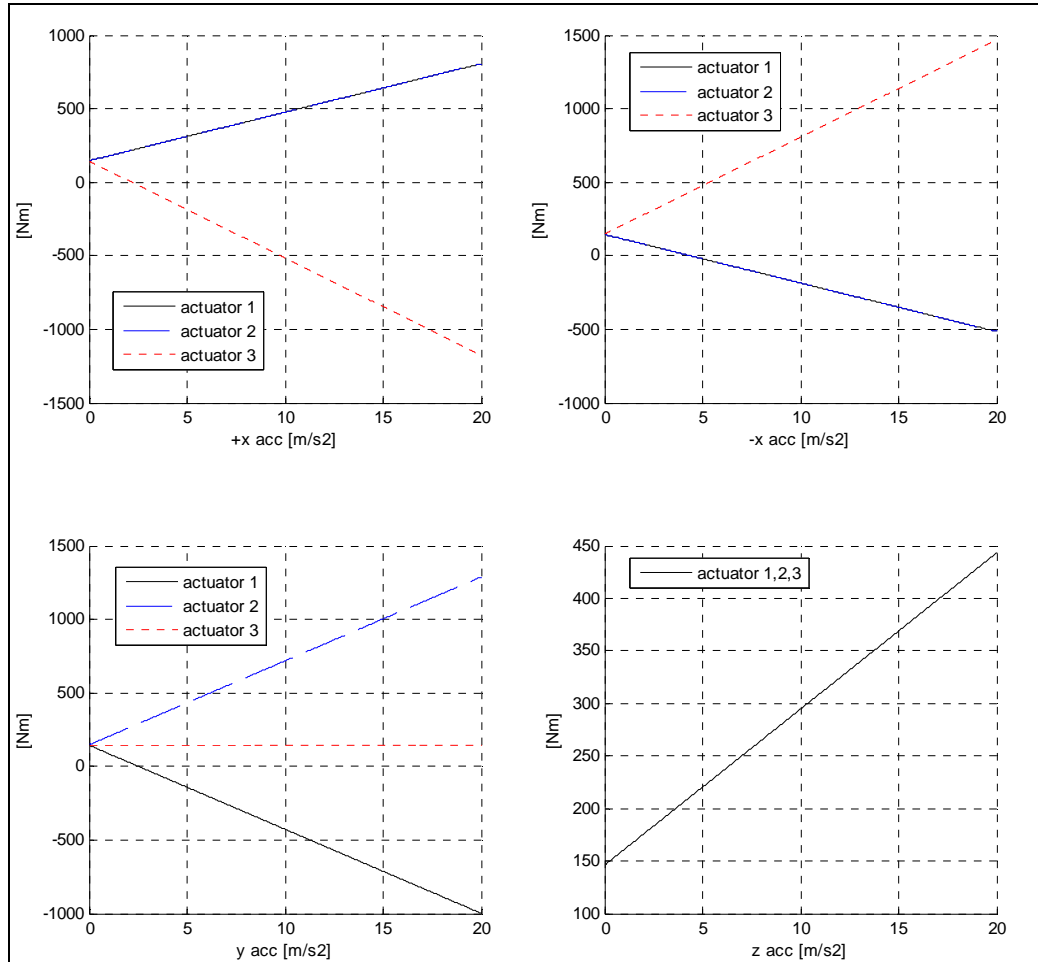 1000
500
0
-500
-1000
-1500
[Nm]
actuator 1
actuator 2
actuator 3
0 5 10 15 20
+x acc [m/s2]
1500
1000
500
0
-500
-1000
[Nm]
actuator 1
actuator 2
actuator 3
0 5 10 15 20
-x acc [m/s2]
1500
1000
500
0
-500
-1000
[Nm]
actuator 1
actuator 2
actuator 3
0 5 10 15 20
y acc [m/s2]
450
400
350
300
250
200
150
100
[Nm]
actuator 1,2,3
0 5 10 15 20
z acc [m/s2]